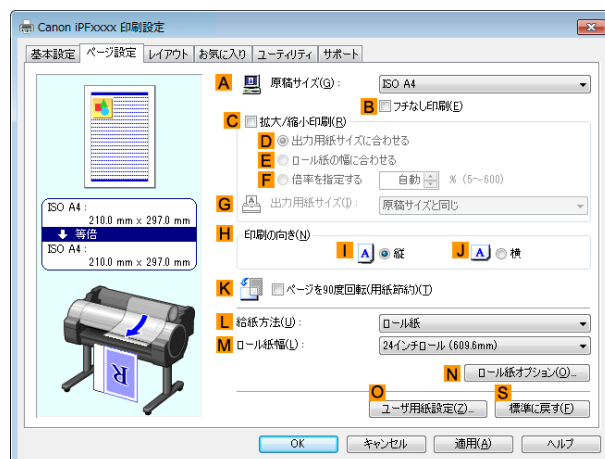 Canon iPFxxxx 印刷設定
基本設定 ページ設定 レイアウト お気に入り ユーティリティ サポート
A 原稿サイズ(G): ISO A4
B フチなし印刷(E)
C 拡大/縮小印刷(R)
D 出力用紙サイズに合わせる
E ロール紙の幅に合わせる
F 倍率を指定する 自動 % (5~600)
G A 出力用紙サイズ(I): 原稿サイズと同じ
H 印刷の向き(N)
I A 縦 J A 横
K ページを90度回転(用紙節約)(T)
L 給紙方法(U): ロール紙
M ロール紙幅(L): 24インチロール (609.6mm)
N ロール紙オプション(O)...
O ユーザ用紙設定(Z)... S 標準に戻す(F)
ISO A4 :
210.0 mm x 297.0 mm
等倍
ISO A4 :
210.0 mm x 297.0 mm
R
OK キャンセル 適用(A) ヘルプ